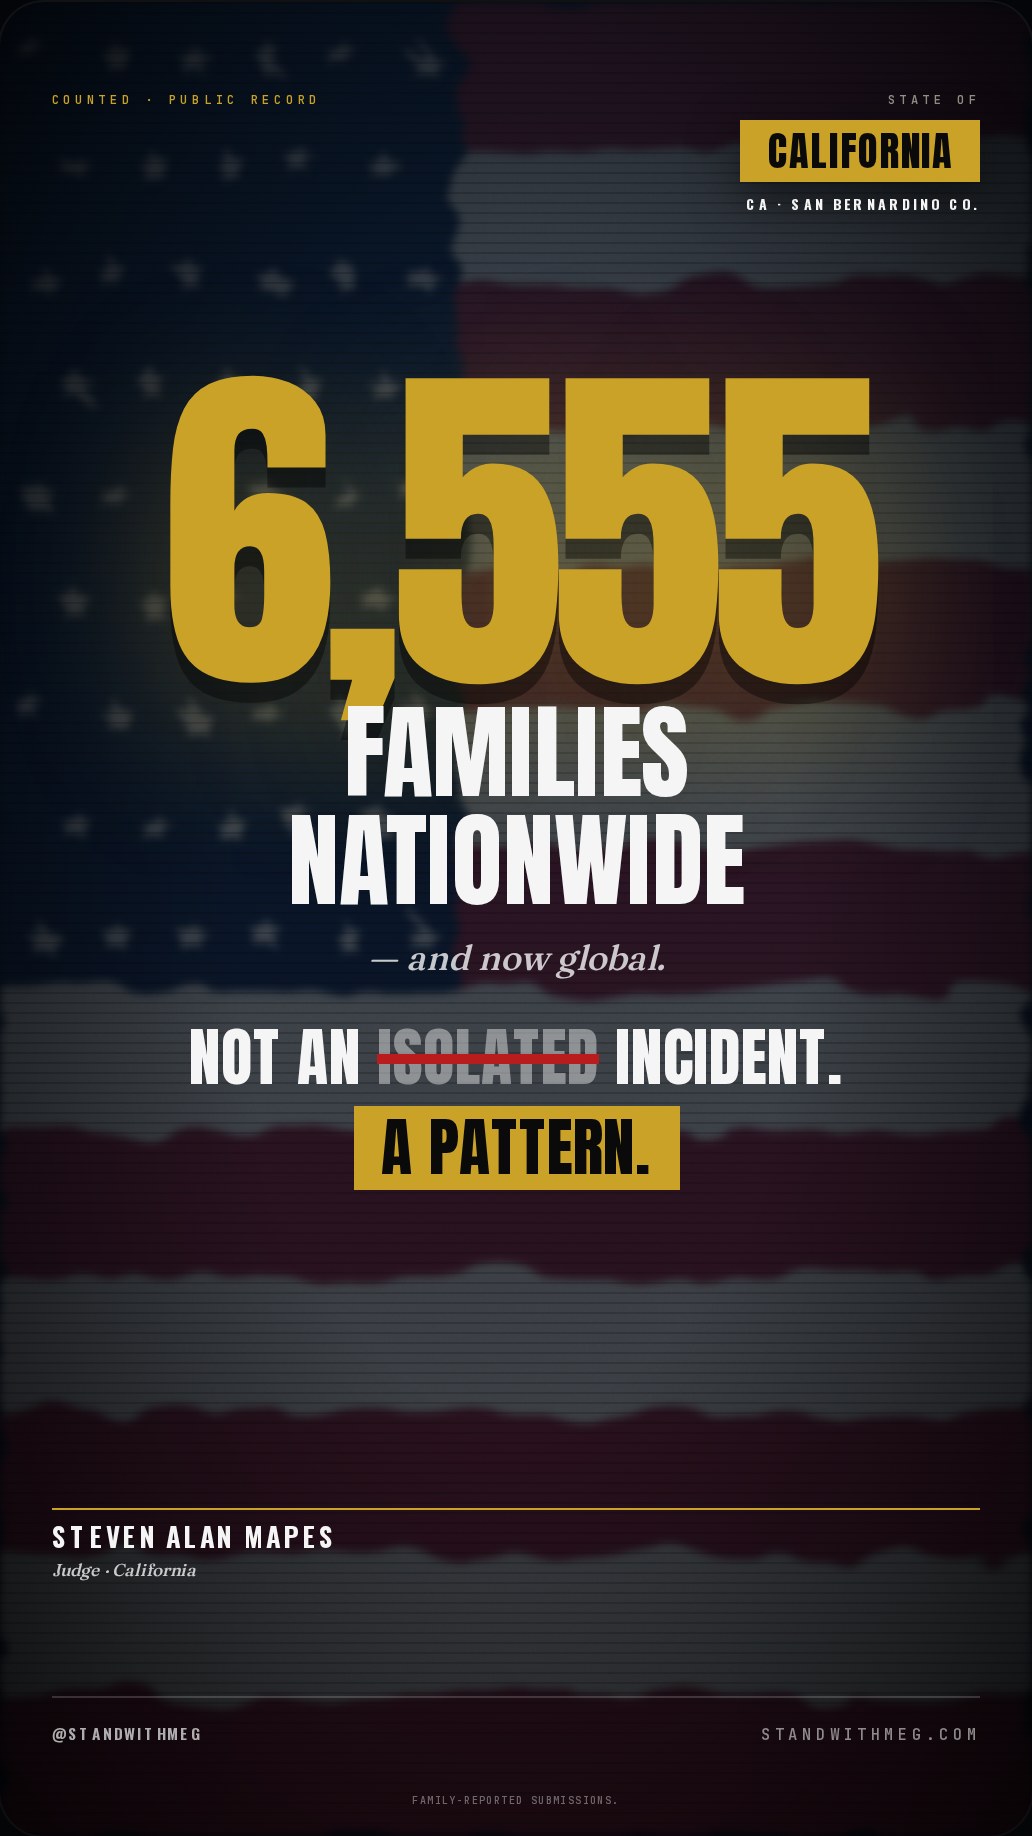 COUNTED · PUBLIC RECORD
STATE OF
CALIFORNIA
CA · SAN BERNARDINO CO.
6,555
FAMILIES
NATIONWIDE
— and now global.
NOT AN ISOLATED INCIDENT.
A PATTERN.
STEVEN ALAN MAPES
Judge · California
@STANDWITHMEG
STANDWITHMEG.COM
FAMILY-REPORTED SUBMISSIONS.